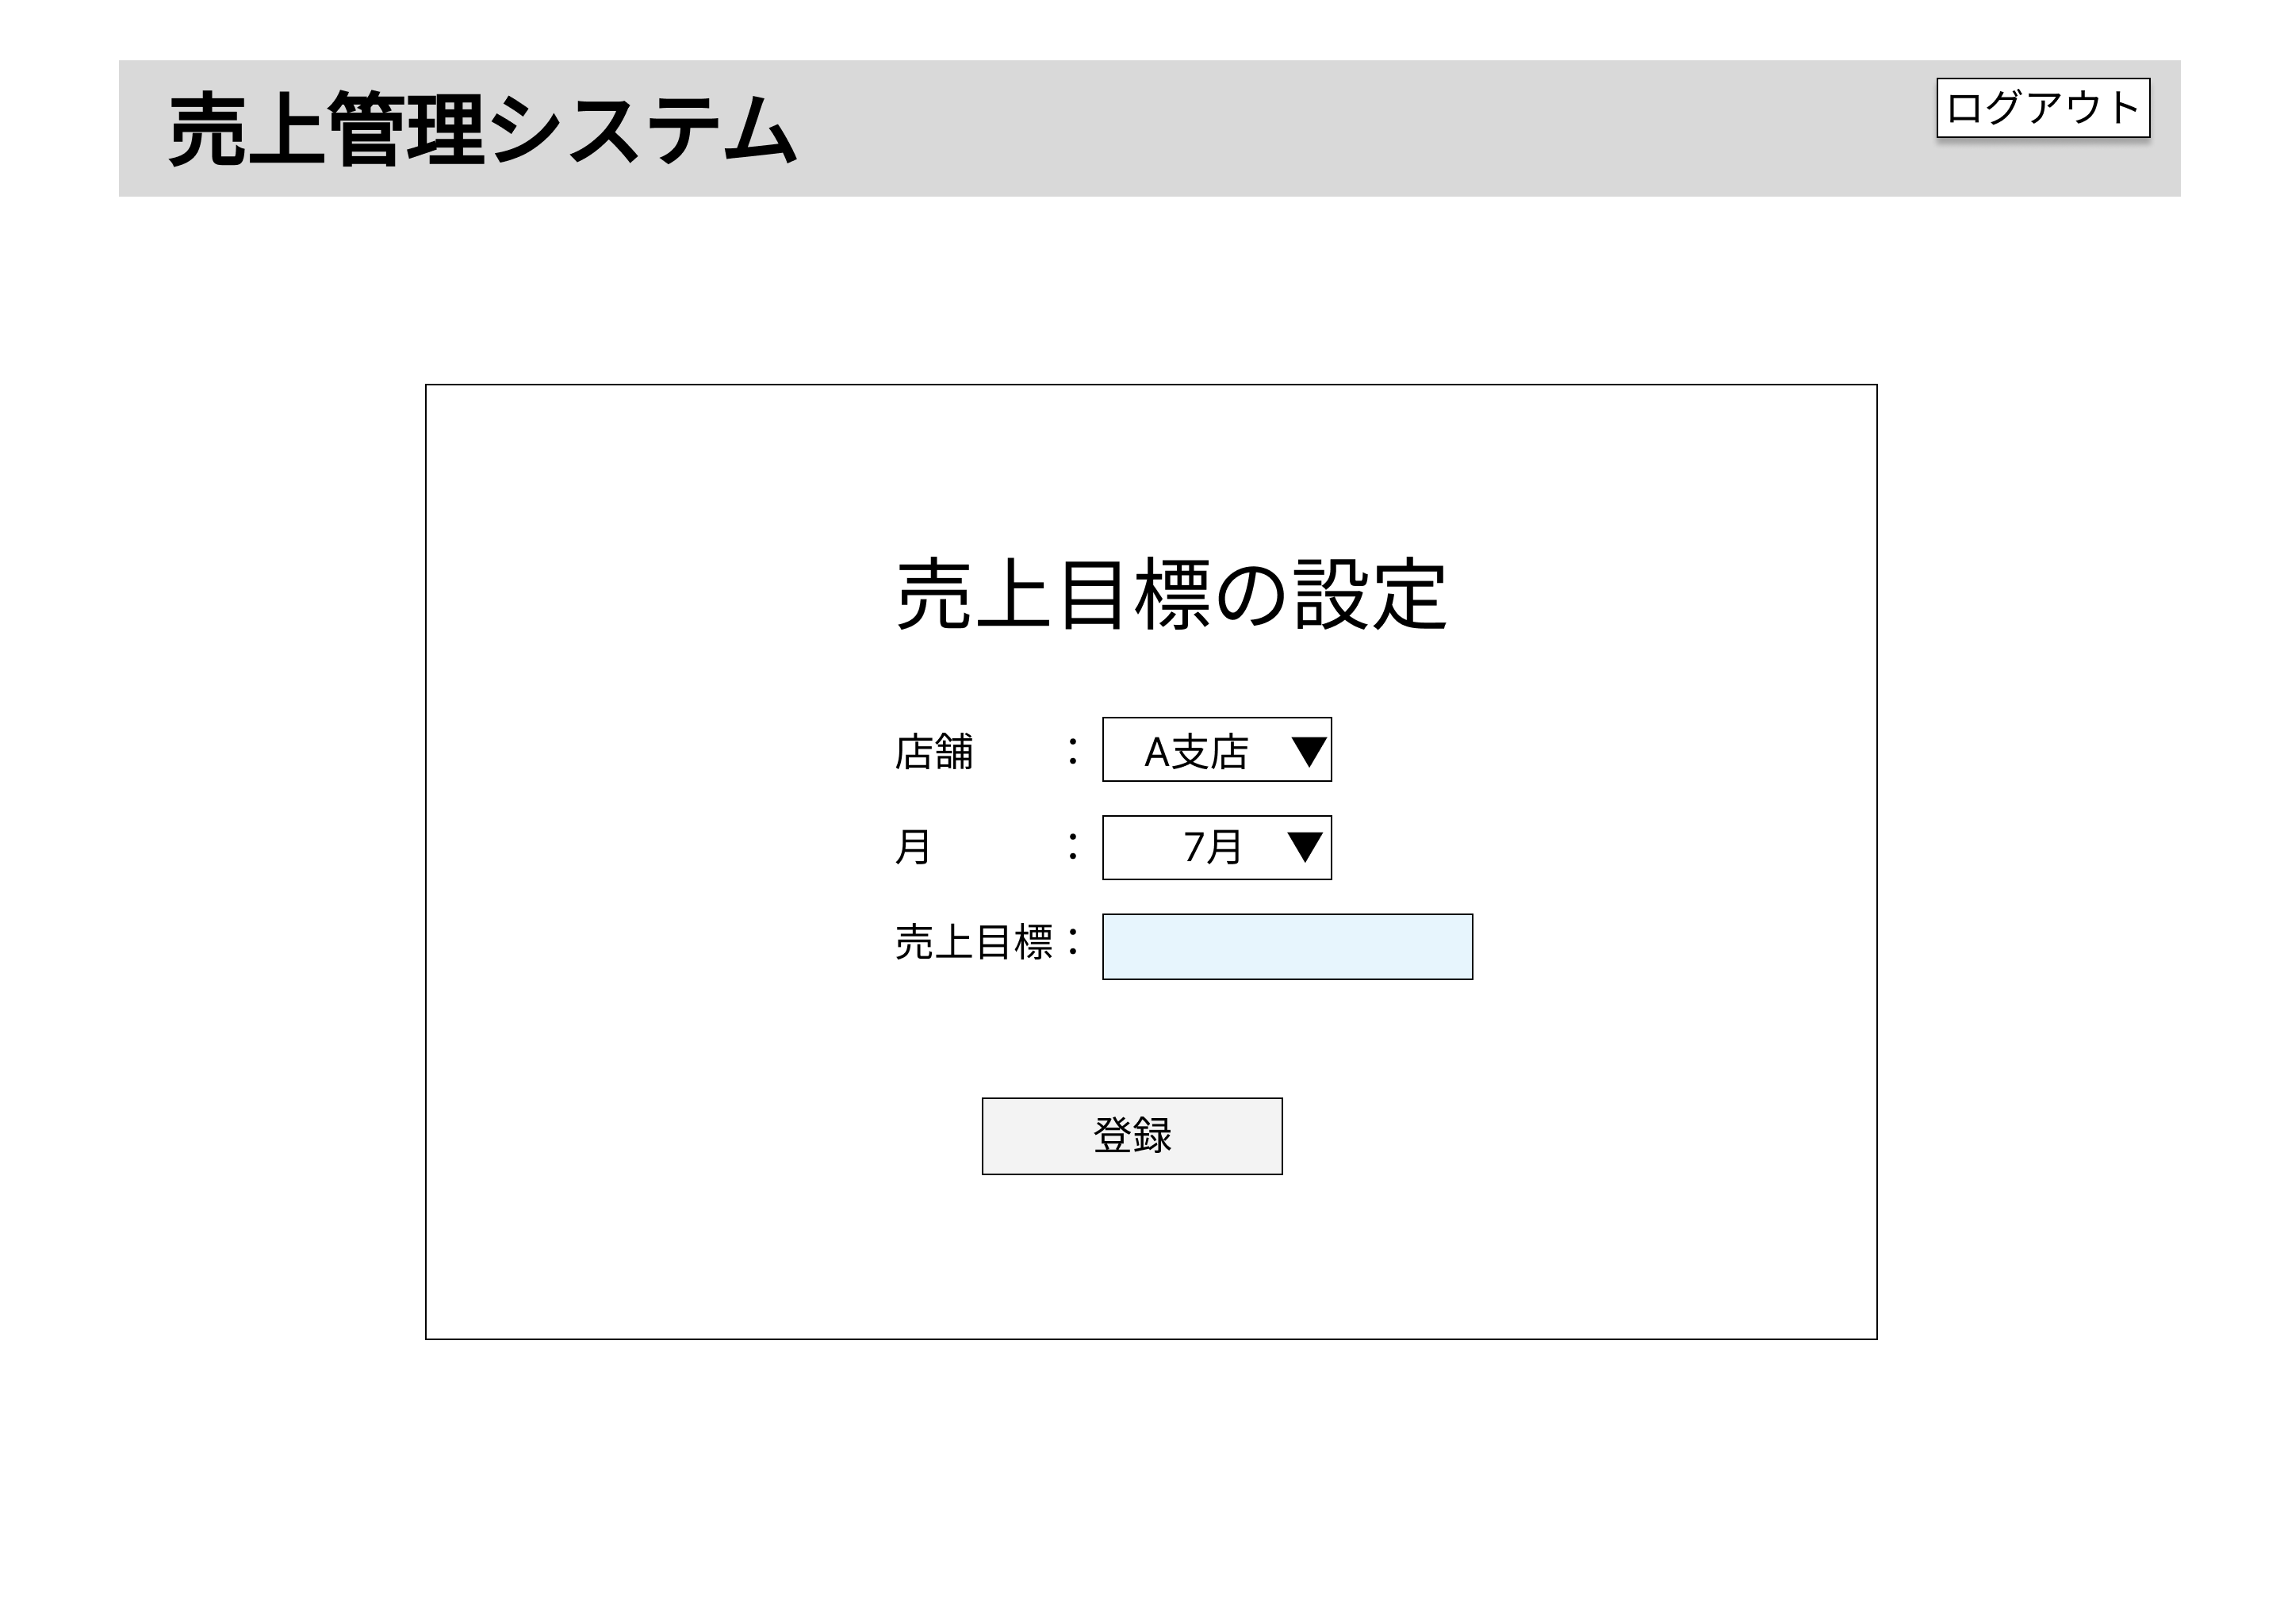 売上管理システム
ログアウト
売上目標の設定
店舗 : A支店 ▼
月 : 7月 ▼
売上目標 :
登録